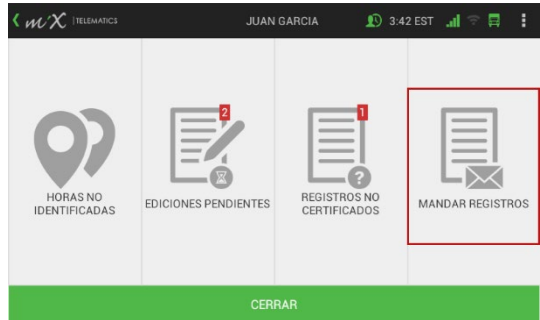 mix TELEMATICS JUAN GARCIA 3:42 EST
2 1
HORAS NO
IDENTIFICADAS
EDICIONES PENDIENTES
REGISTROS NO
CERTIFICADOS
?
MANDAR REGISTROS
CERRAR